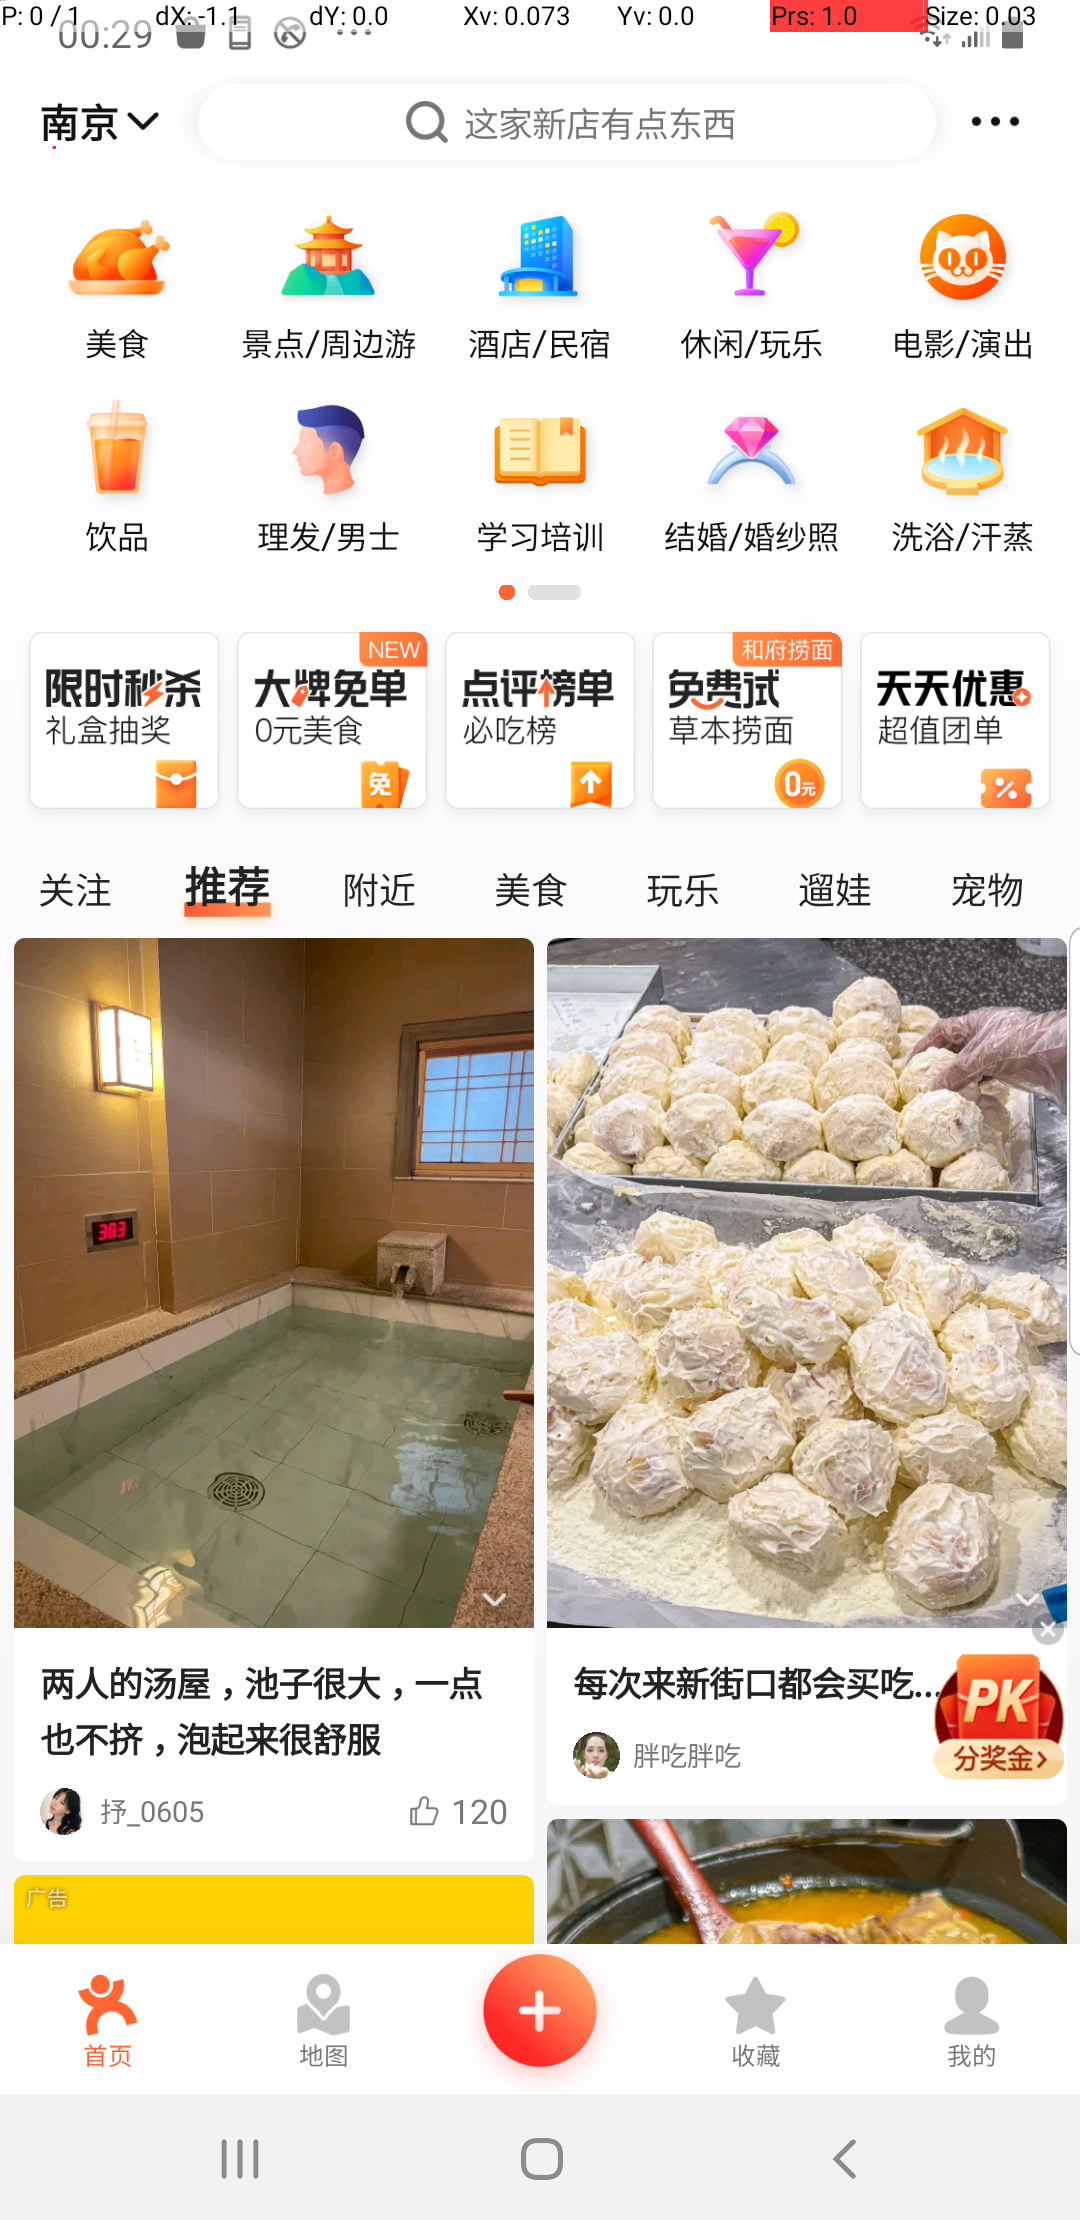 P: 0 / 1 dX: -1.1 dY: 0.0 Xv: 0.073 Yv: 0.0 Prs: 1.0 Size: 0.03
00:29
南京 这家新店有点东西
美食 景点/周边游 酒店/民宿 休闲/玩乐 电影/演出
饮品 理发/男士 学习培训 结婚/婚纱照 洗浴/汗蒸
NEW 和府捞面
限时秒杀 大牌免单 点评榜单 免费试 天天优惠
礼盒抽奖 0元美食 必吃榜 草本捞面 超值团单
免 0元 %
关注 推荐 附近 美食 玩乐 遛娃 宠物
383
两人的汤屋，池子很大，一点
也不挤，泡起来很舒服
抒_0605 120
每次来新街口都会买吃...
胖吃胖吃
PK
分奖金
广告
首页 地图 收藏 我的